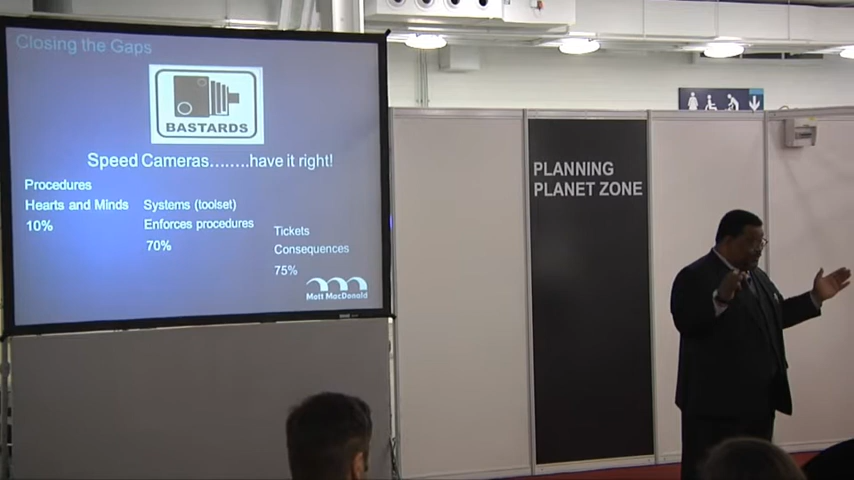 Closing the Gaps
BASTARDS
Speed Cameras........have it right!
Procedures
Hearts and Minds
10%
Systems (toolset)
Enforces procedures
70%
Tickets
Consequences
75%
Mott MacDonald
PLANNING
PLANET ZONE